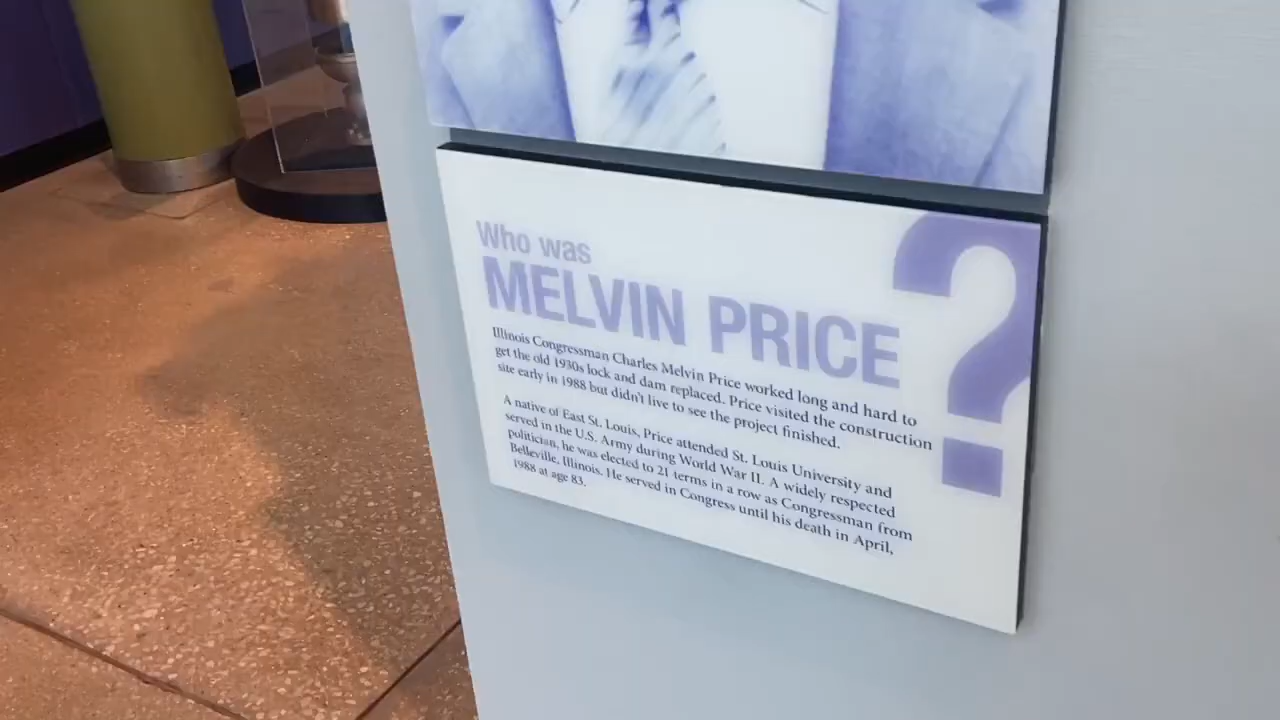 Who was
MELVIN PRICE
?
Illinois Congressman Charles Melvin Price worked long and hard to
get the old 1930s lock and dam replaced. Price visited the construction
site early in 1988 but didn't live to see the project finished.
A native of East St. Louis, Price attended St. Louis University and
served in the U.S. Army during World War II. A widely respected
politician, he was elected to 21 terms in a row as Congressman from
Belleville, Illinois. He served in Congress until his death in April,
1988 at age 83.